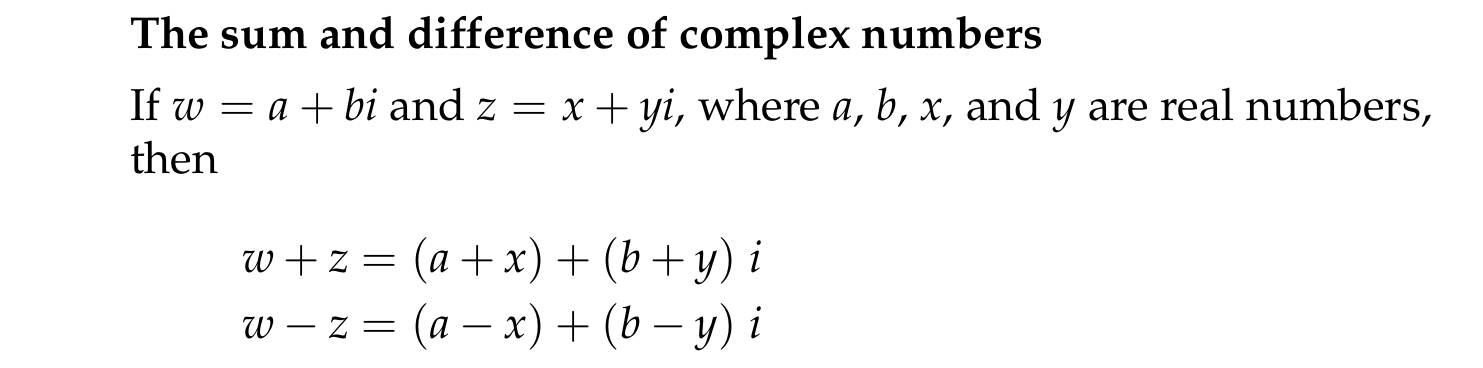 The sum and difference of complex numbers
If w = a + bi and z = x + yi, where a, b, x, and y are real numbers,
then
w + z = (a + x) + (b + y) i
w − z = (a − x) + (b − y) i